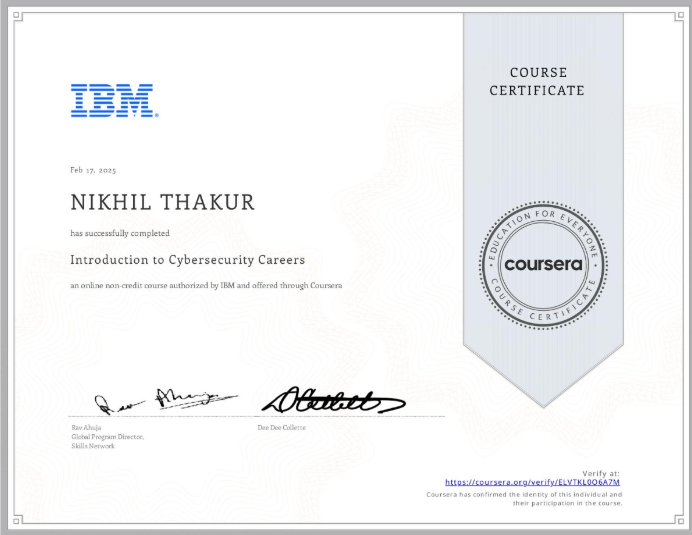 IBM
COURSE
CERTIFICATE
Feb 17, 2025
NIKHIL THAKUR
has successfully completed
Introduction to Cybersecurity Careers
an online non-credit course authorized by IBM and offered through Coursera
EDUCATION FOR EVERYONE
coursera
COURSE CERTIFICATE
Rav Ahuja
Global Program Director,
Skills Network
Dee Dee Collette
Verify at:
https://coursera.org/verify/ELVTKL0O6A7M
Coursera has confirmed the identity of this individual and
their participation in the course.